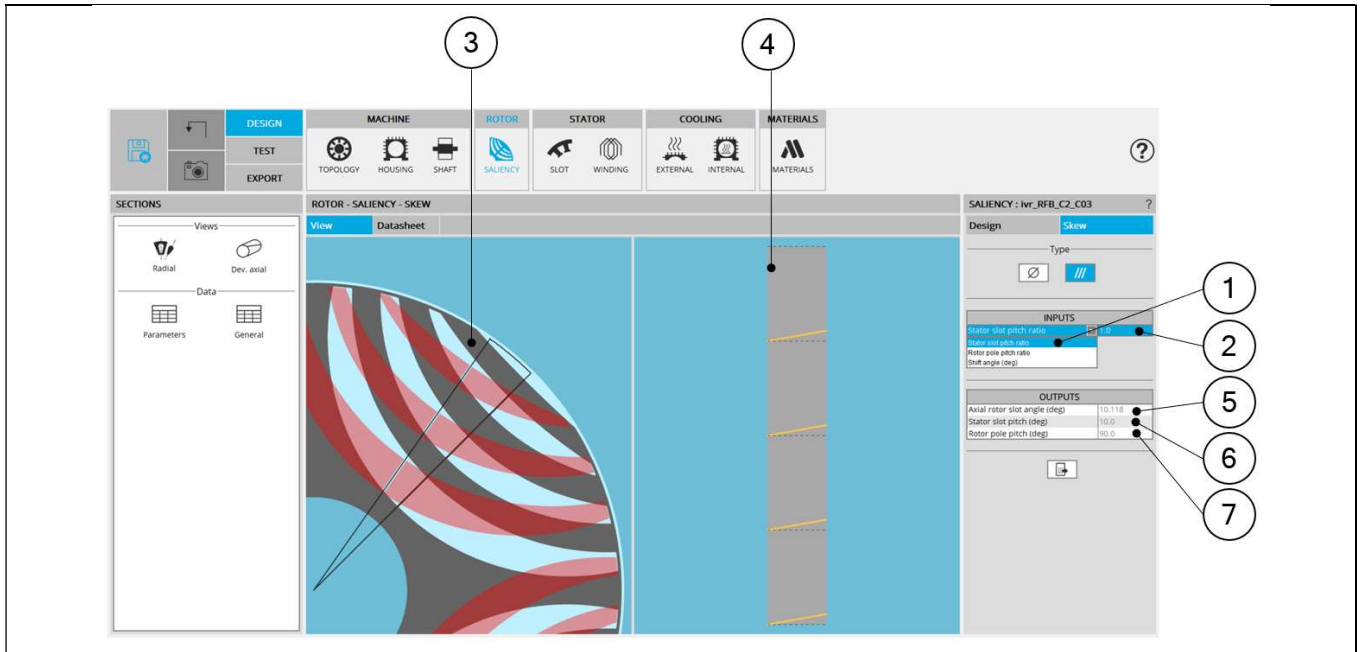 3
4
DESIGN
TEST
EXPORT
MACHINE
TOPOLOGY
HOUSING
SHAFT
ROTOR
SALIENCY
STATOR
SLOT
WINDING
COOLING
EXTERNAL
INTERNAL
MATERIALS
MATERIALS
?
SECTIONS
Views
Radial
Dev. axial
Data
Parameters
General
ROTOR - SALIENCY - SKEW
View
Datasheet
SALIENCY : ivr_RFB_C2_C03
?
Design
Skew
Type
INPUTS
Stator slot pitch ratio 1.0
Stator slot pitch ratio
Rotor pole pitch ratio
Shift angle (deg)
OUTPUTS
Axial rotor slot angle (deg) 10.118
Stator slot pitch (deg) 10.0
Rotor pole pitch (deg) 90.0
1
2
5
6
7